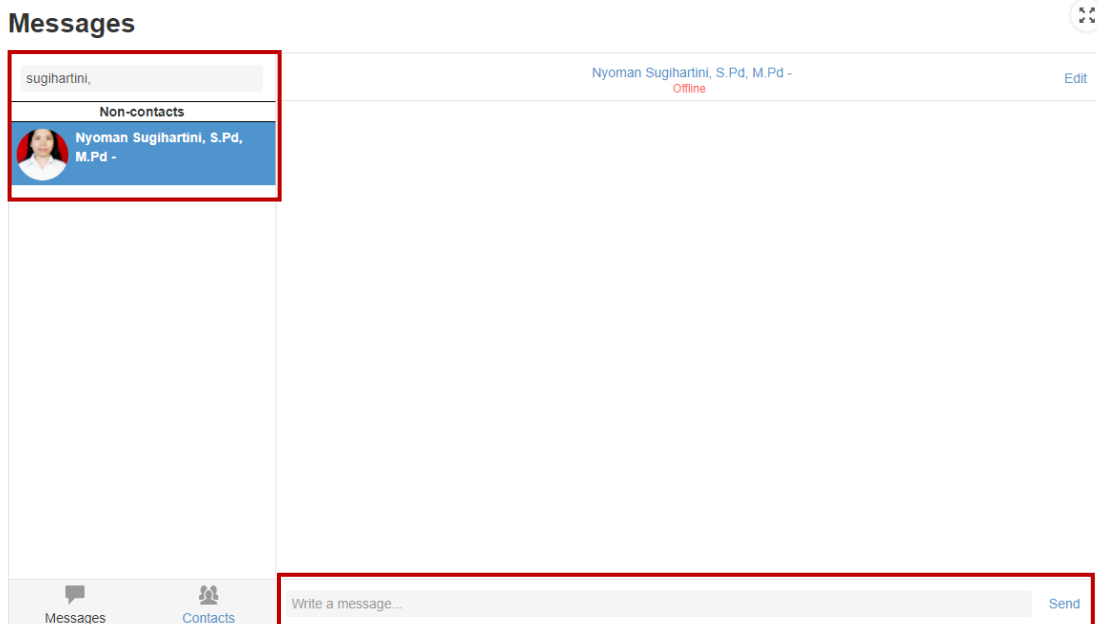 Messages
sugihartini,
Non-contacts
Nyoman Sugihartini, S.Pd,
M.Pd -
Nyoman Sugihartini, S.Pd, M.Pd -
Offline
Edit
Write a message...
Send
Messages
Contacts